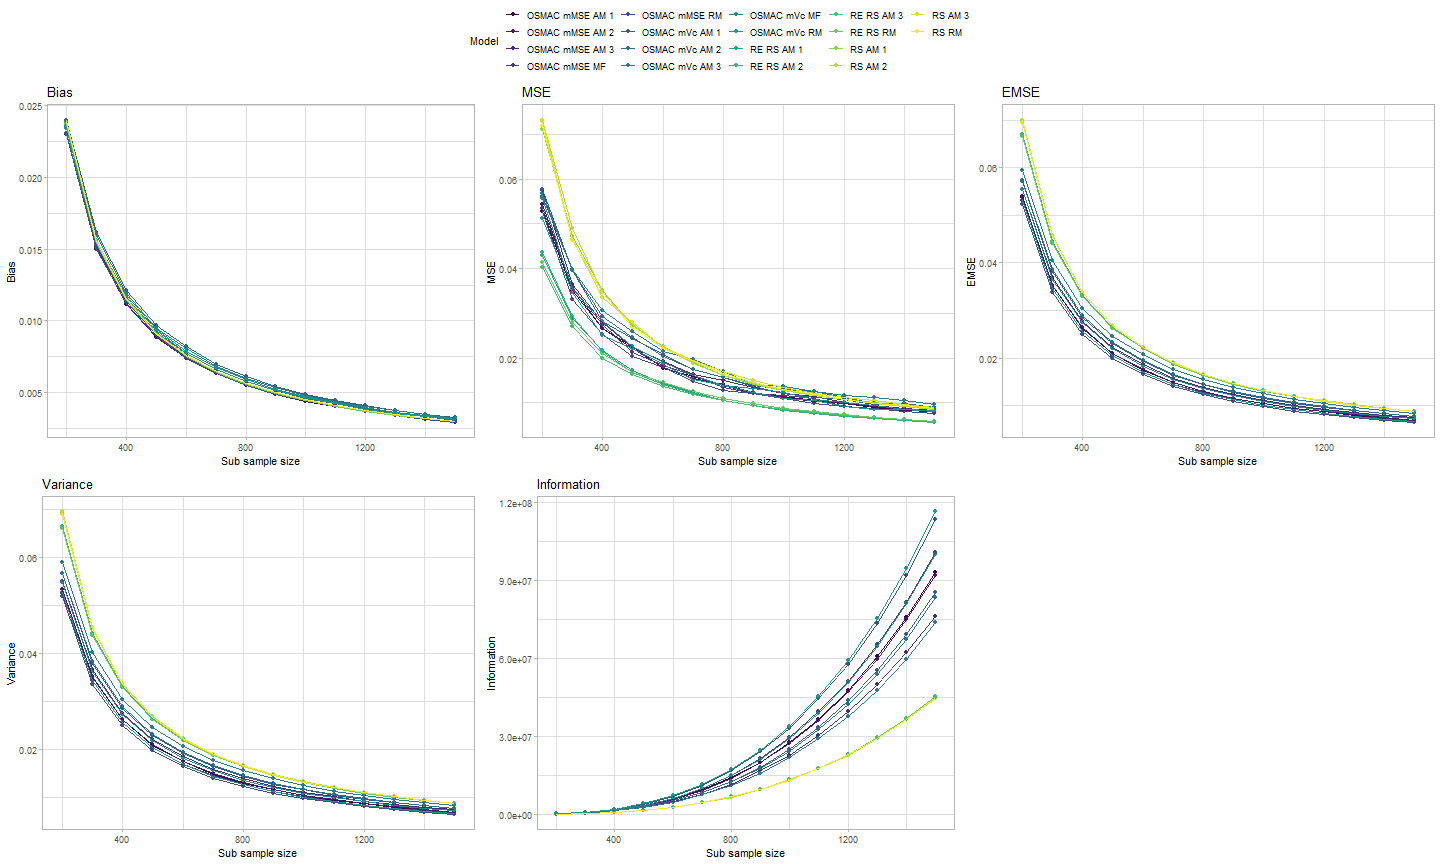 Model
OSMAC mMSE AM 1
OSMAC mMSE AM 2
OSMAC mMSE AM 3
OSMAC mMSE MF
OSMAC mMSE RM
OSMAC mVc AM 1
OSMAC mVc AM 2
OSMAC mVc AM 3
OSMAC mVc MF
OSMAC mVc RM
RE RS AM 1
RE RS AM 2
RE RS AM 3
RE RS RM
RS AM 1
RS AM 2
RS AM 3
RS RM
Bias
Bias
0.025
0.020
0.015
0.010
0.005
400
800
1200
Sub sample size
MSE
MSE
0.06
0.04
0.02
400
800
1200
Sub sample size
EMSE
EMSE
0.06
0.04
0.02
400
800
1200
Sub sample size
Variance
Variance
0.06
0.04
0.02
400
800
1200
Sub sample size
Information
Information
1.2e+08
9.0e+07
6.0e+07
3.0e+07
0.0e+00
400
800
1200
Sub sample size